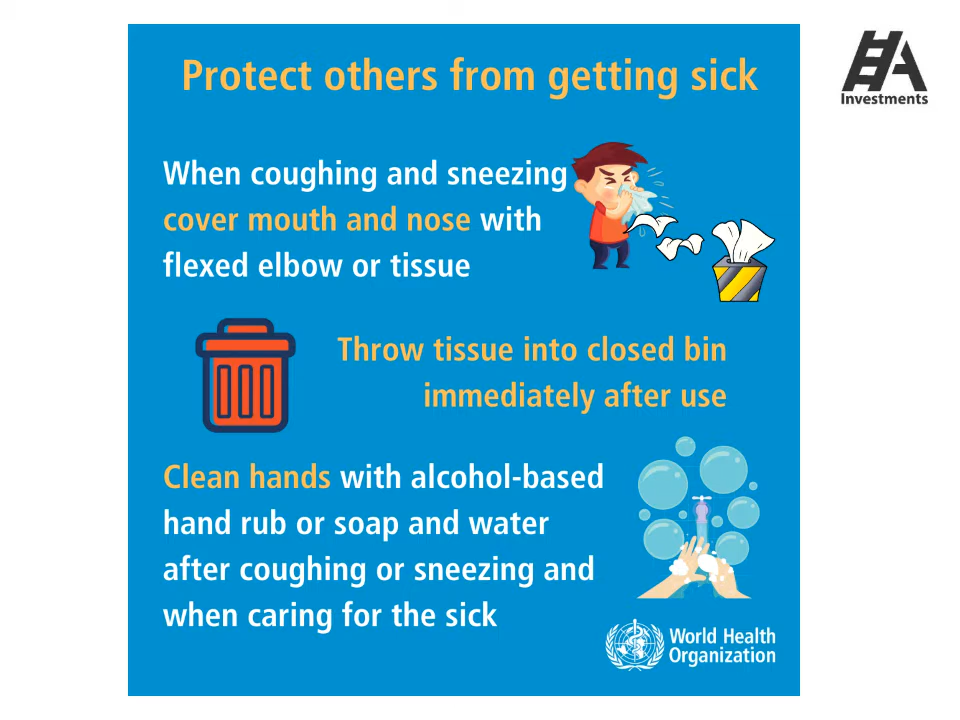 Protect others from getting sick
When coughing and sneezing
cover mouth and nose with
flexed elbow or tissue
Throw tissue into closed bin
immediately after use
Clean hands with alcohol-based
hand rub or soap and water
after coughing or sneezing and
when caring for the sick
World Health
Organization
HA
Investments